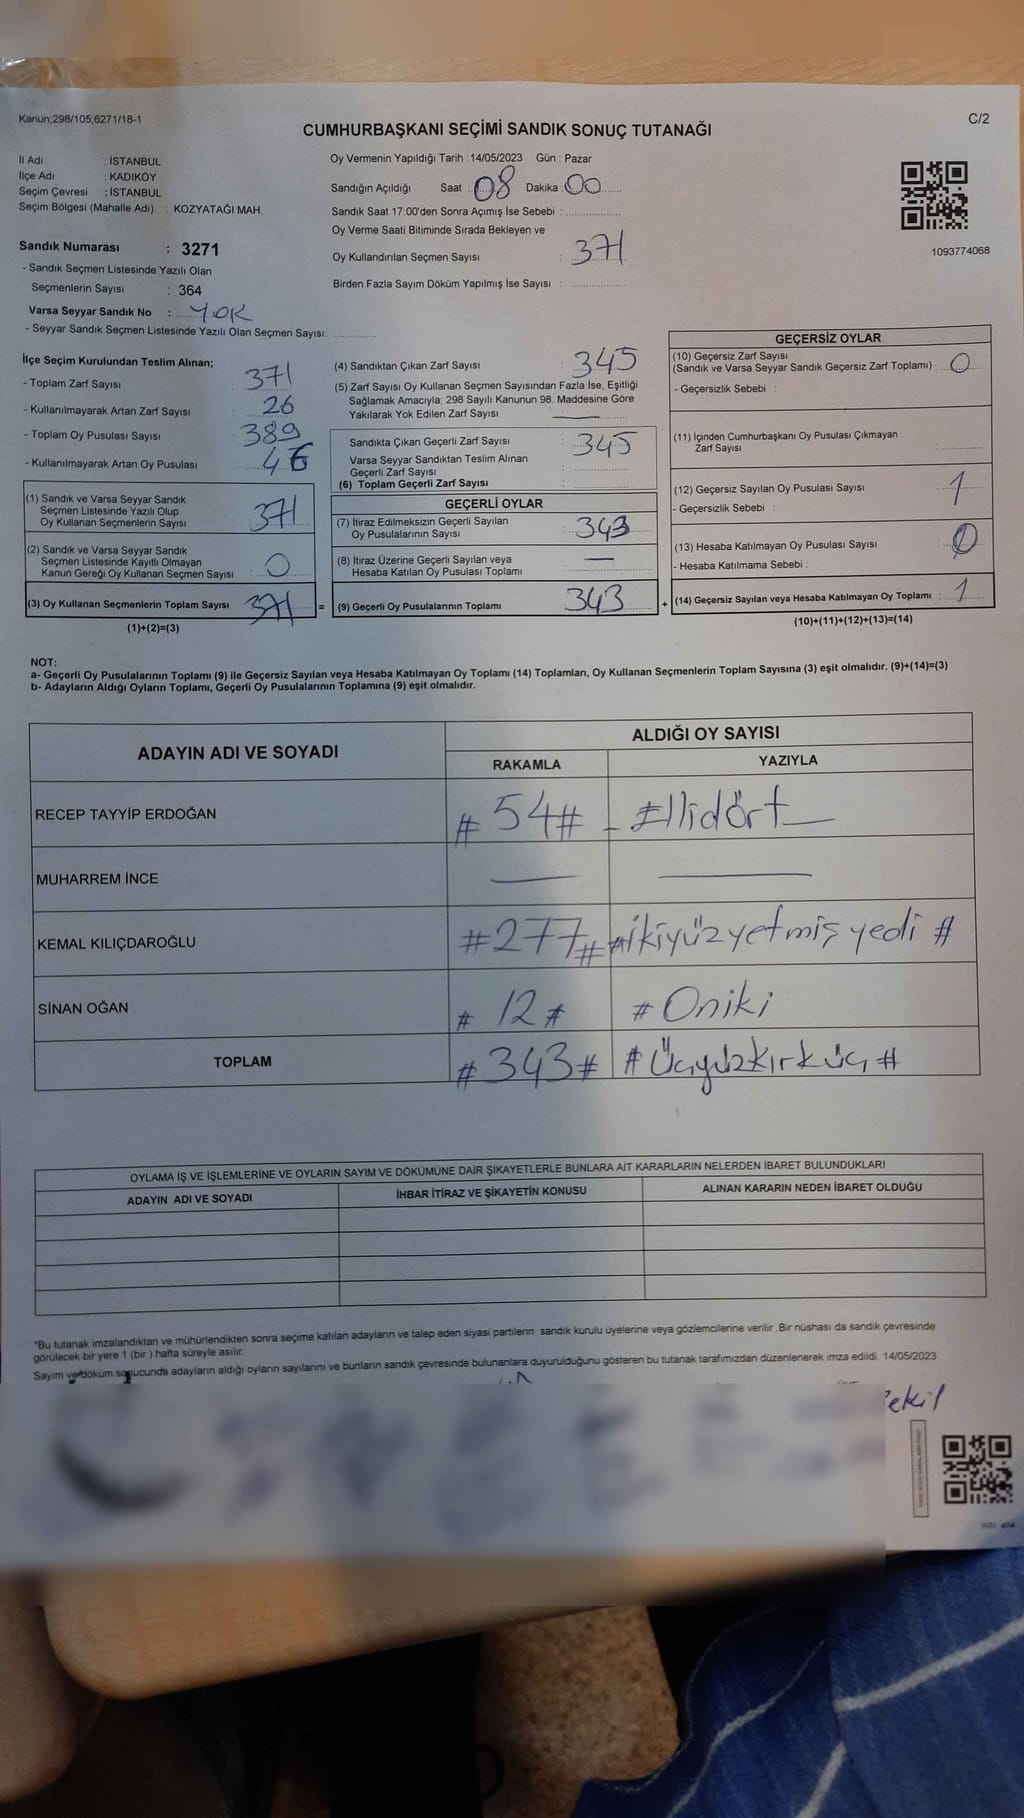 Kanun;298/105,6271/18-1
C/2
CUMHURBAŞKANI SEÇİMİ SANDIK SONUÇ TUTANAĞI
İl Adı : İSTANBUL
İlçe Adı : KADIKÖY
Seçim Çevresi : İSTANBUL
Seçim Bölgesi (Mahalle Adı) : KOZYATAĞI MAH.
Oy Vermenin Yapıldığı Tarih : 14/05/2023 Gün : Pazar
Sandığın Açıldığı Saat : 08 Dakika : 00
Sandık Saat 17:00'den Sonra Açımış İse Sebebi :
Oy Verme Saati Bitiminde Sırada Bekleyen ve
Oy Kullandırılan Seçmen Sayısı : 371
Birden Fazla Sayım Döküm Yapılmış İse Sayısı :
1093774068
Sandık Numarası : 3271
- Sandık Seçmen Listesinde Yazılı Olan
Seçmenlerin Sayısı : 364
Varsa Seyyar Sandık No : YOK
- Seyyar Sandık Seçmen Listesinde Yazılı Olan Seçmen Sayısı:
İlçe Seçim Kurulundan Teslim Alınan;
- Toplam Zarf Sayısı : 371
- Kullanılmayarak Artan Zarf Sayısı : 26
- Toplam Oy Pusulası Sayısı : 389
- Kullanılmayarak Artan Oy Pusulası : 46
(1) Sandık ve Varsa Seyyar Sandık
Seçmen Listesinde Yazılı Olup
Oy Kullanan Seçmenlerin Sayısı : 371
(2) Sandık ve Varsa Seyyar Sandık
Seçmen Listesinde Kayıtlı Olmayan
Kanun Gereği Oy Kullanan Seçmen Sayısı : 0
(3) Oy Kullanan Seçmenlerin Toplam Sayısı : 371 =
(1)+(2)=(3)
(4) Sandıktan Çıkan Zarf Sayısı : 345
(5) Zarf Sayısı Oy Kullanan Seçmen Sayısından Fazla İse, Eşitliği
Sağlamak Amacıyla; 298 Sayılı Kanunun 98. Maddesine Göre
Yakılarak Yok Edilen Zarf Sayısı : —
Sandıkta Çıkan Geçerli Zarf Sayısı : 345
Varsa Seyyar Sandıktan Teslim Alınan
Geçerli Zarf Sayısı :
(6) Toplam Geçerli Zarf Sayısı :
GEÇERLİ OYLAR
(7) İtiraz Edilmeksizin Geçerli Sayılan
Oy Pusulalarının Sayısı : 343
(8) İtiraz Üzerine Geçerli Sayılan veya
Hesaba Katılan Oy Pusulası Toplamı : —
(9) Geçerli Oy Pusulalarının Toplamı : 343 +
GEÇERSİZ OYLAR
(10) Geçersiz Zarf Sayısı
(Sandık ve Varsa Seyyar Sandık Geçersiz Zarf Toplamı) : 0
- Geçersizlik Sebebi :
(11) İçinden Cumhurbaşkanı Oy Pusulası Çıkmayan
Zarf Sayısı :
(12) Geçersiz Sayılan Oy Pusulası Sayısı : 1
- Geçersizlik Sebebi :
(13) Hesaba Katılmayan Oy Pusulası Sayısı : 0
- Hesaba Katılmama Sebebi :
(14) Geçersiz Sayılan veya Hesaba Katılmayan Oy Toplamı : 1
(10)+(11)+(12)+(13)=(14)
NOT:
a- Geçerli Oy Pusulalarının Toplamı (9) ile Geçersiz Sayılan veya Hesaba Katılmayan Oy Toplamı (14) Toplamları, Oy Kullanan Seçmenlerin Toplam Sayısına (3) eşit olmalıdır. (9)+(14)=(3)
b- Adayların Aldığı Oyların Toplamı, Geçerli Oy Pusulalarının Toplamına (9) eşit olmalıdır.
ADAYIN ADI VE SOYADI
ALDIĞI OY SAYISI
RAKAMLA YAZIYLA
RECEP TAYYİP ERDOĞAN # 54 # - Ellidört —
MUHARREM İNCE — —
KEMAL KILIÇDAROĞLU # 277 # # ikiyüzyetmişyedi #
SİNAN OĞAN # 12 # # Oniki
TOPLAM # 343 # # Üçyüzkırküç #
OYLAMA İŞ VE İŞLEMLERİNE VE OYLARIN SAYIM VE DÖKÜMÜNE DAİR ŞİKAYETLERLE BUNLARA AİT KARARLARIN NELERDEN İBARET BULUNDUKLARI
ADAYIN ADI VE SOYADI İHBAR İTİRAZ VE ŞİKAYETİN KONUSU ALINAN KARARIN NEDEN İBARET OLDUĞU
*Bu tutanak imzalandıktan ve mühürlendikten sonra seçime katılan adayların ve talep eden siyasi partilerin sandık kurulu üyelerine veya gözlemcilerine verilir. Bir nüshası da sandık çevresinde
görülecek bir yere 1 (bir ) hafta süreyle asılır.
Sayım ve döküm sonucunda adayların aldığı oyların sayılarını ve bunların sandık çevresinde bulunanlara duyurulduğunu gösteren bu tutanak tarafımızdan düzenlenerek imza edildi. 14/05/2023
ekil